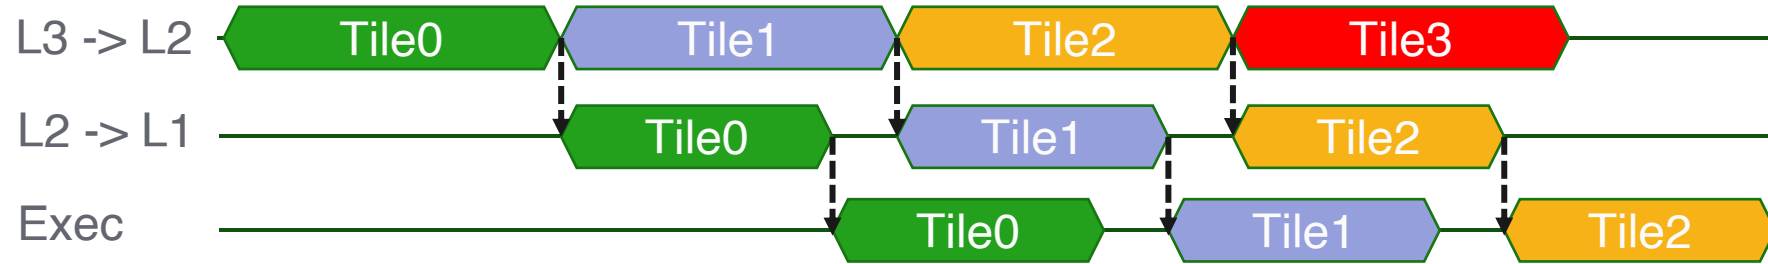 L3 -> L2 Tile0 Tile1 Tile2 Tile3
L2 -> L1 Tile0 Tile1 Tile2
Exec Tile0 Tile1 Tile2